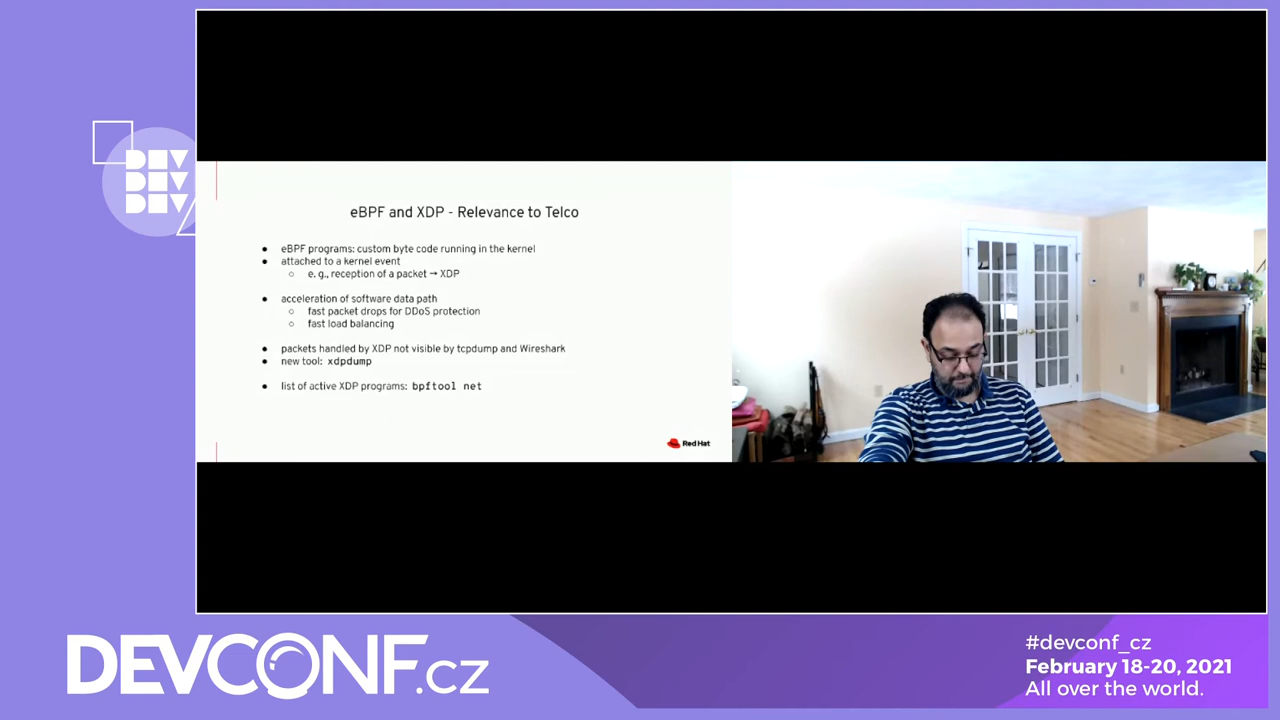 DEV
DEV
DEV
eBPF and XDP - Relevance to Telco
● eBPF programs: custom byte code running in the kernel
● attached to a kernel event
○ e. g., reception of a packet → XDP
● acceleration of software data path
○ fast packet drops for DDoS protection
○ fast load balancing
● packets handled by XDP not visible by tcpdump and Wireshark
● new tool: xdpdump
● list of active XDP programs: bpftool net
Red Hat
DEVCONF.cz
#devconf_cz
February 18-20, 2021
All over the world.